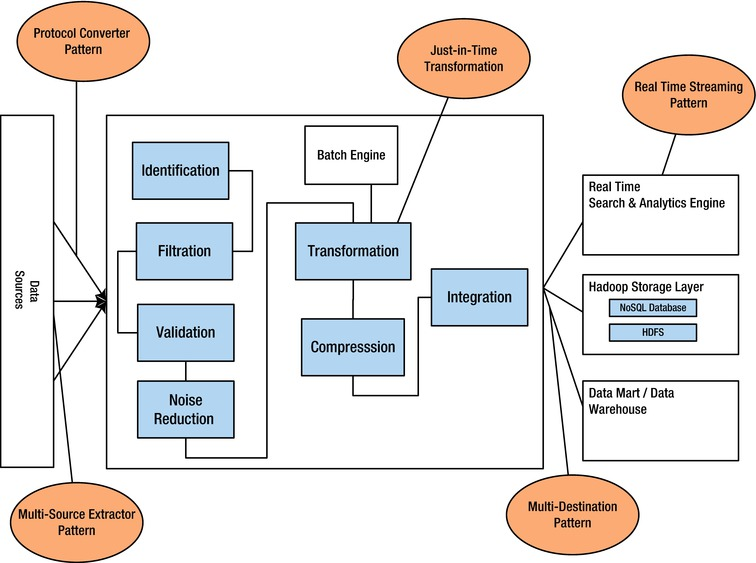 Protocol Converter
Pattern
Just-in-Time
Transformation
Real Time Streaming
Pattern
Data
Sources
Identification
Filtration
Validation
Noise
Reduction
Batch Engine
Transformation
Compresssion
Integration
Real Time
Search & Analytics Engine
Hadoop Storage Layer
NoSQL Database
HDFS
Data Mart / Data
Warehouse
Multi-Source Extractor
Pattern
Multi-Destination
Pattern